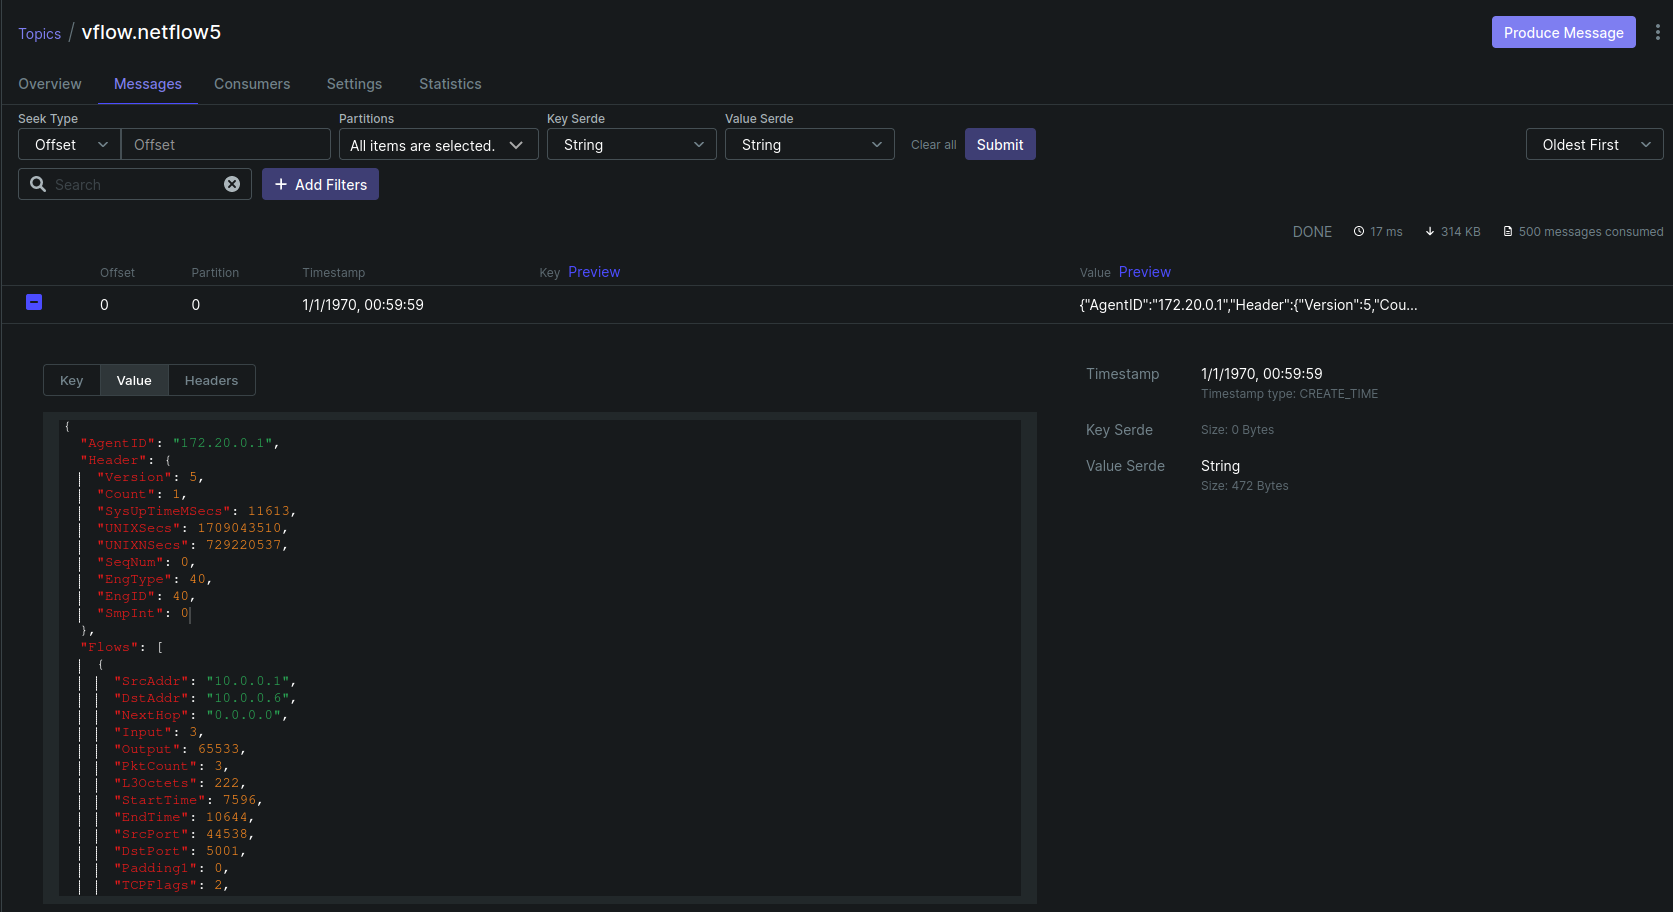 Topics / vflow.netflow5
Produce Message
Overview Messages Consumers Settings Statistics
Seek Type Partitions Key Serde Value Serde
Offset Offset All items are selected. String String Clear all Submit Oldest First
Search Add Filters
DONE 17 ms 314 KB 500 messages consumed
Offset Partition Timestamp Key Preview Value Preview
0 0 1/1/1970, 00:59:59 {"AgentID":"172.20.0.1","Header":{"Version":5,"Cou...
Key Value Headers
{
"AgentID": "172.20.0.1",
"Header": {
"Version": 5,
"Count": 1,
"SysUpTimeMSecs": 11613,
"UNIXSecs": 1709043510,
"UNIXNSecs": 729220537,
"SeqNum": 0,
"EngType": 40,
"EngID": 40,
"SmpInt": 0
},
"Flows": [
{
"SrcAddr": "10.0.0.1",
"DstAddr": "10.0.0.6",
"NextHop": "0.0.0.0",
"Input": 3,
"Output": 65533,
"PktCount": 3,
"L3Octets": 222,
"StartTime": 7596,
"EndTime": 10644,
"SrcPort": 44538,
"DstPort": 5001,
"Padding1": 0,
"TCPFlags": 2,
Timestamp 1/1/1970, 00:59:59
Timestamp type: CREATE_TIME
Key Serde Size: 0 Bytes
Value Serde String
Size: 472 Bytes